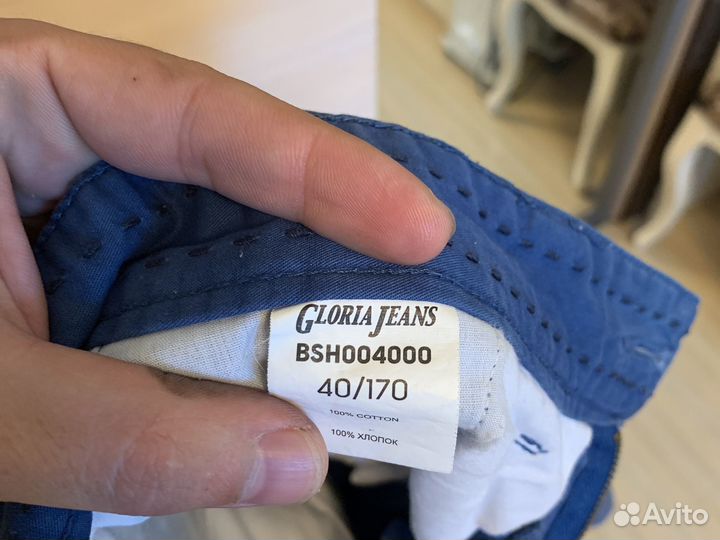 GLORIA JEANS
BSH004000
40/170
100% COTTON
100% ХЛОПОК
Avito